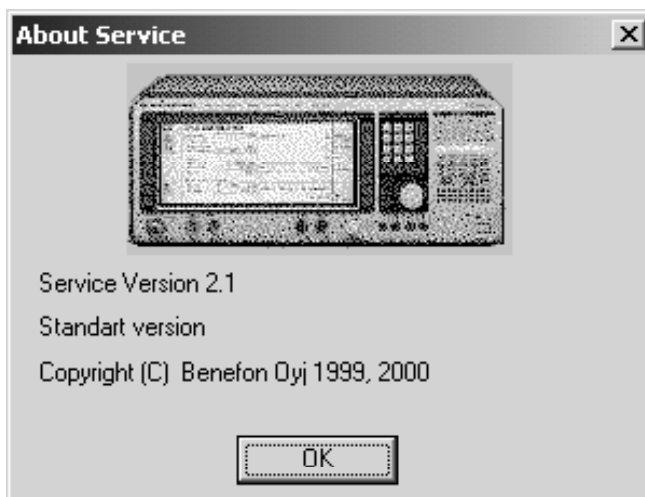 About Service
Service Version 2.1
Standart version
Copyright (C) Benefon Oyj 1999, 2000
OK